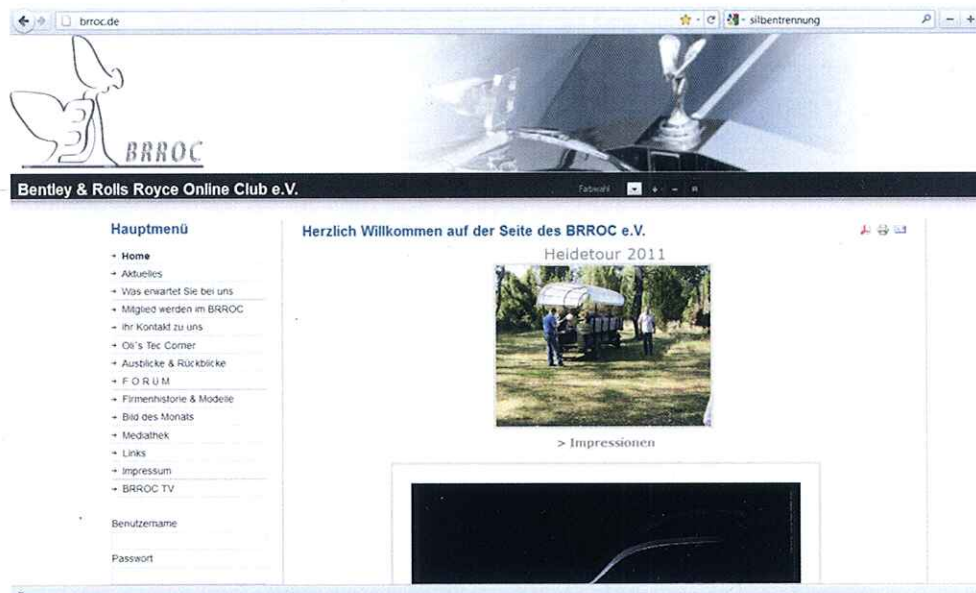 brroc.de
silbentrennung
BRROC
Bentley & Rolls Royce Online Club e.V.
Farbwahl
R
Hauptmenü
Home
Aktuelles
Was erwartet Sie bei uns
Mitglied werden im BRROC
Ihr Kontakt zu uns
Oli´s Tec Corner
Ausblicke & Rückblicke
F O R U M
Firmenhistorie & Modelle
Bild des Monats
Mediathek
Links
Impressum
BRROC TV
Benutzername
Passwort
Herzlich Willkommen auf der Seite des BRROC e.V.
Heidetour 2011
> Impressionen